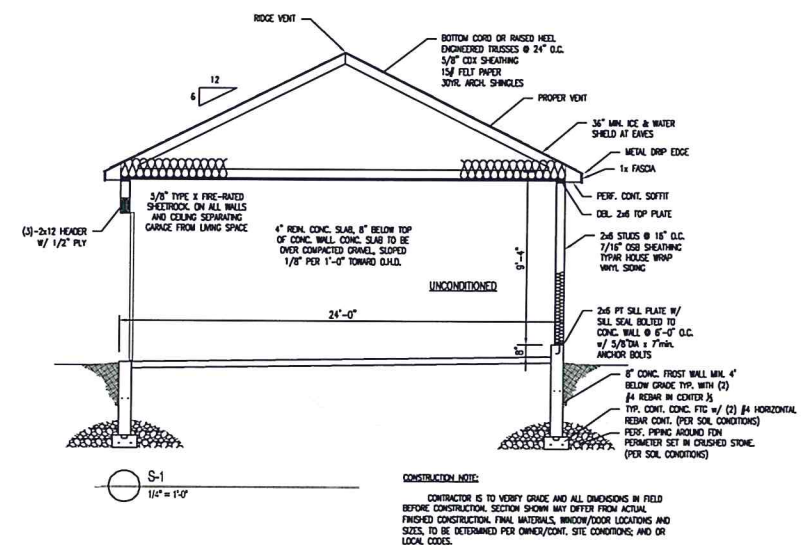 RIDGE VENT
BOTTOM CORD OR RAISED HEEL
ENGINEERED TRUSSES @ 24" O.C.
5/8" CDX SHEATHING
15# FELT PAPER
30YR. ARCH. SHINGLES
12
6
PROPER VENT
36" MIN. ICE & WATER
SHIELD AT EAVES
METAL DRIP EDGE
1x FASCIA
PERF. CONT. SOFFIT
DBL. 2x6 TOP PLATE
5/8" TYPE X FIRE-RATED
SHEETROCK. ON ALL WALLS
AND CEILING SEPARATING
GARAGE FROM LIVING SPACE
(3)-2x12 HEADER
W/ 1/2" PLY
4" REIN. CONC. SLAB, 8" BELOW TOP
OF CONC. WALL. CONC. SLAB TO BE
OVER COMPACTED GRAVEL, SLOPED
1/8" PER 1'-0" TOWARD O.H.D.
2x6 STUDS @ 16" O.C.
7/16" OSB SHEATHING
TYPAR HOUSE WRAP
VINYL SIDING
9'-4"
UNCONDITIONED
24'-0"
8"
2x6 PT SILL PLATE W/
SILL SEAL BOLTED TO
CONC. WALL @ 6'-0" O.C.
w/ 5/8"DIA x 7"min.
ANCHOR BOLTS
8" CONC. FROST WALL MIN. 4'
BELOW GRADE TYP. WITH (2)
#4 REBAR IN CENTER 1/3
TYP. CONT. CONC. FTG w/ (2) #4 HORIZONTAL
REBAR CONT. (PER SOIL CONDITIONS)
PERF. PIPING AROUND FDN
PERIMETER SET IN CRUSHED STONE.
(PER SOIL CONDITIONS)
S-1
1/4" = 1'-0"
CONSTRUCTION NOTE:
CONTRACTOR IS TO VERIFY GRADE AND ALL DIMENSIONS IN FIELD
BEFORE CONSTRUCTION. SECTION SHOWN MAY DIFFER FROM ACTUAL
FINISHED CONSTRUCTION. FINAL MATERIALS, WINDOW/DOOR LOCATIONS AND
SIZES, TO BE DETERMINED PER OWNER/CONT. SITE CONDITIONS; AND OR
LOCAL CODES.